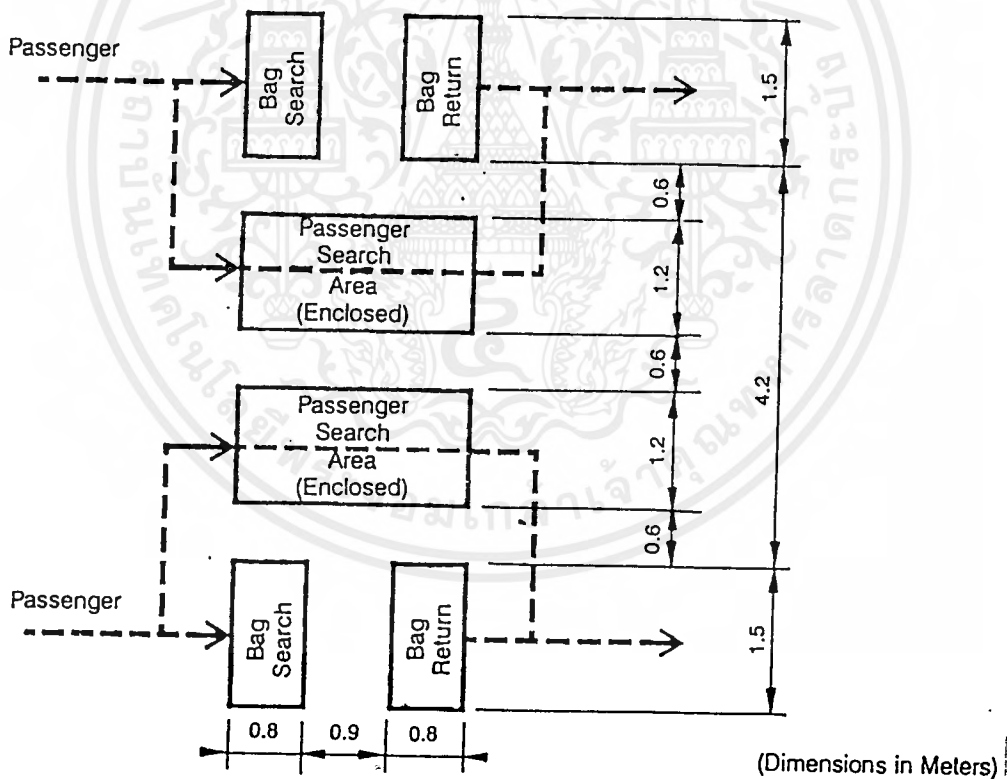 Passenger
Bag
Search
Bag
Return
1.5
0.6
Passenger
Search
Area
(Enclosed)
1.2
0.6
4.2
Passenger
Search
Area
(Enclosed)
1.2
0.6
Passenger
Bag
Search
Bag
Return
1.5
0.8
0.9
0.8
(Dimensions in Meters)